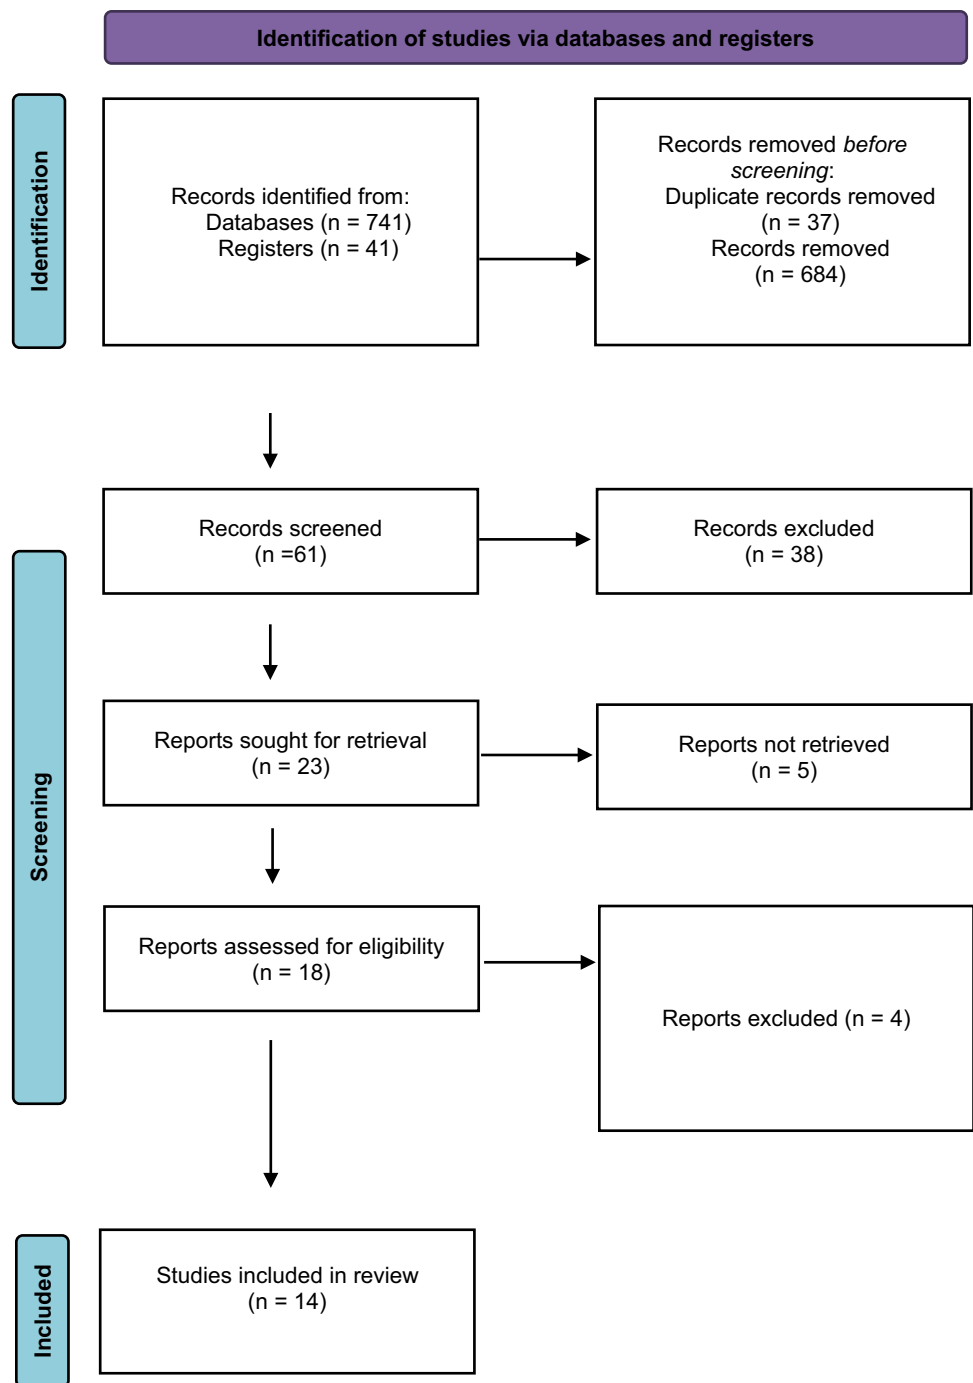 Identification of studies via databases and registers
Identification
Records identified from:
Databases (n = 741)
Registers (n = 41)
Records removed before
screening:
Duplicate records removed
(n = 37)
Records removed
(n = 684)
Screening
Records screened
(n =61)
Records excluded
(n = 38)
Reports sought for retrieval
(n = 23)
Reports not retrieved
(n = 5)
Reports assessed for eligibility
(n = 18)
Reports excluded (n = 4)
Included
Studies included in review
(n = 14)